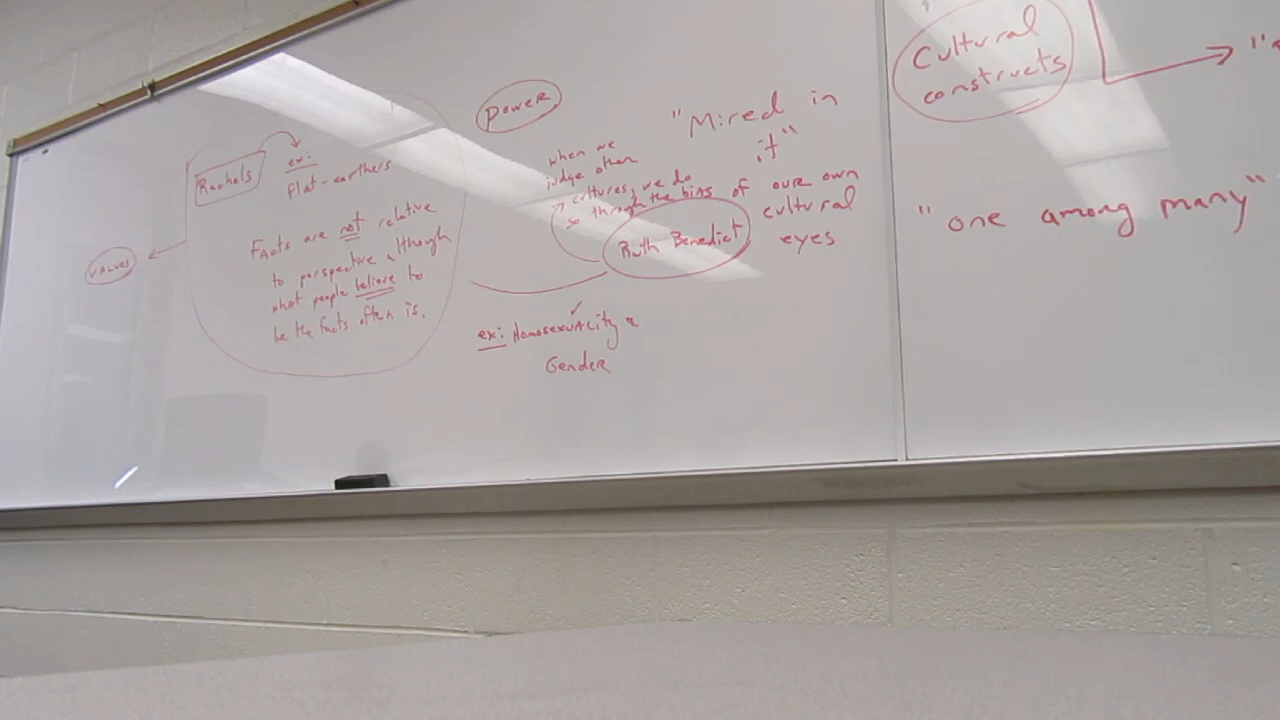 Rachels
ex:
flat-earthers
Facts are not relative
to perspective, although
what people believe to
be the facts often is.
VALUES
power
"Mired in
it"
when we
judge other
cultures, we do
so through the bias of our own
cultural
eyes
Ruth Benedict
ex: Homosexuality &
Gender
Cultural
constructs
"one among many"